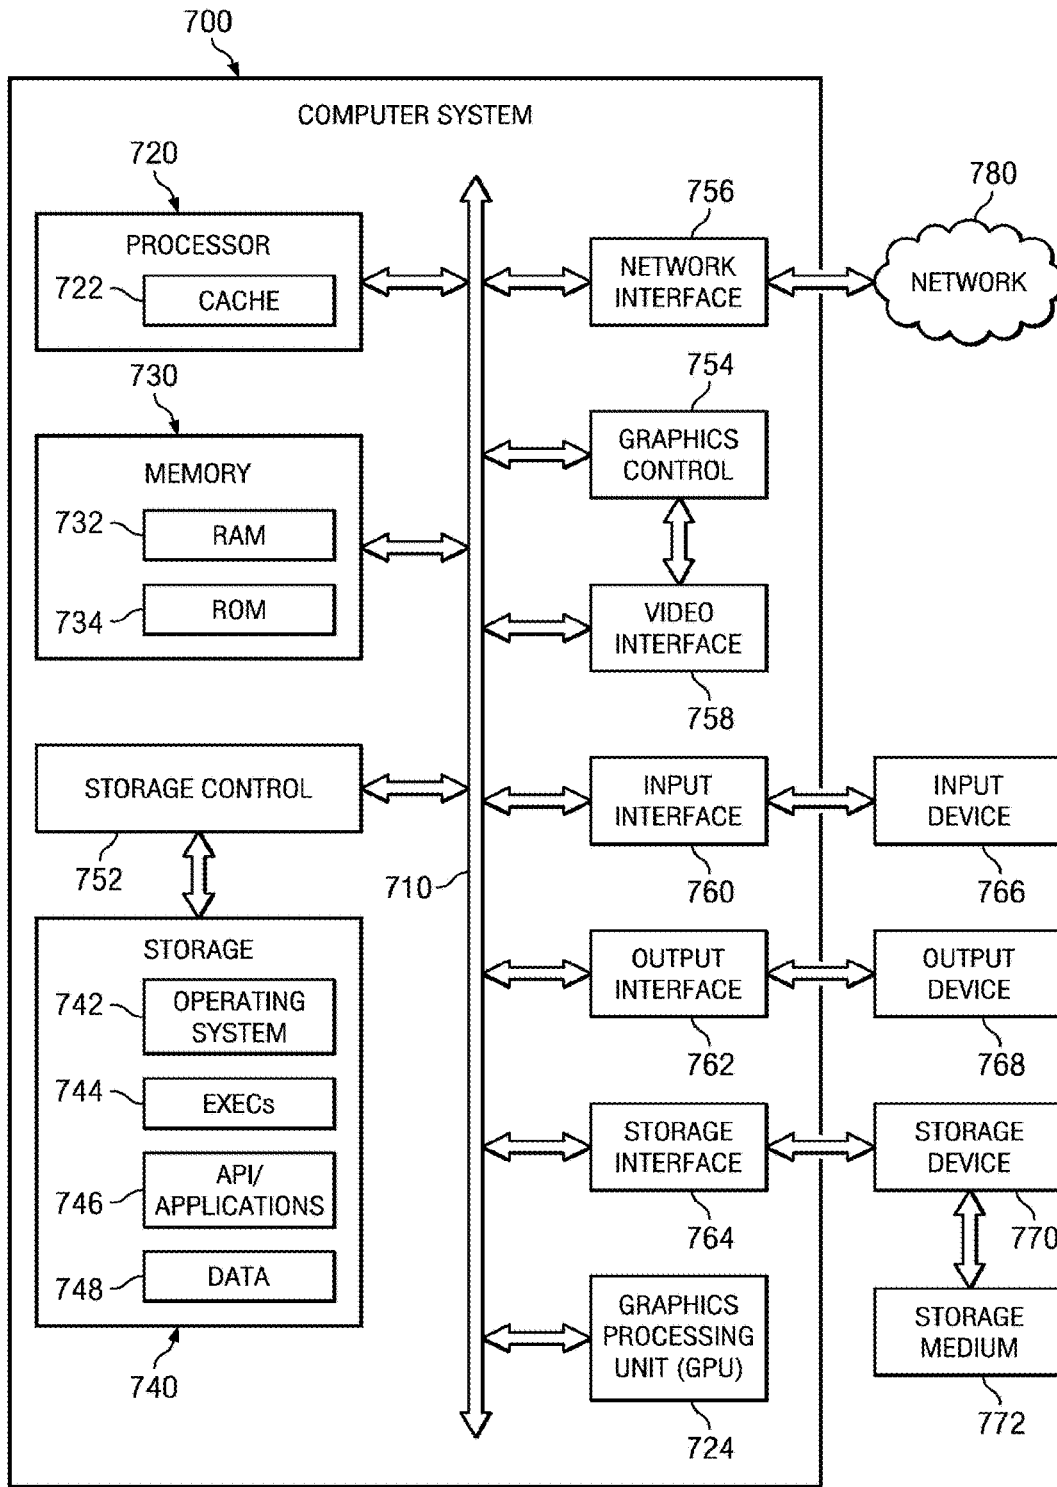 700
COMPUTER SYSTEM
720
PROCESSOR
722
CACHE
730
MEMORY
732
RAM
734
ROM
STORAGE CONTROL
752
STORAGE
742
OPERATING
SYSTEM
744
EXECs
746
API/
APPLICATIONS
748
DATA
740
710
756
NETWORK
INTERFACE
780
NETWORK
754
GRAPHICS
CONTROL
VIDEO
INTERFACE
758
INPUT
INTERFACE
760
INPUT
DEVICE
766
OUTPUT
INTERFACE
762
OUTPUT
DEVICE
768
STORAGE
INTERFACE
764
STORAGE
DEVICE
770
GRAPHICS
PROCESSING
UNIT (GPU)
724
STORAGE
MEDIUM
772